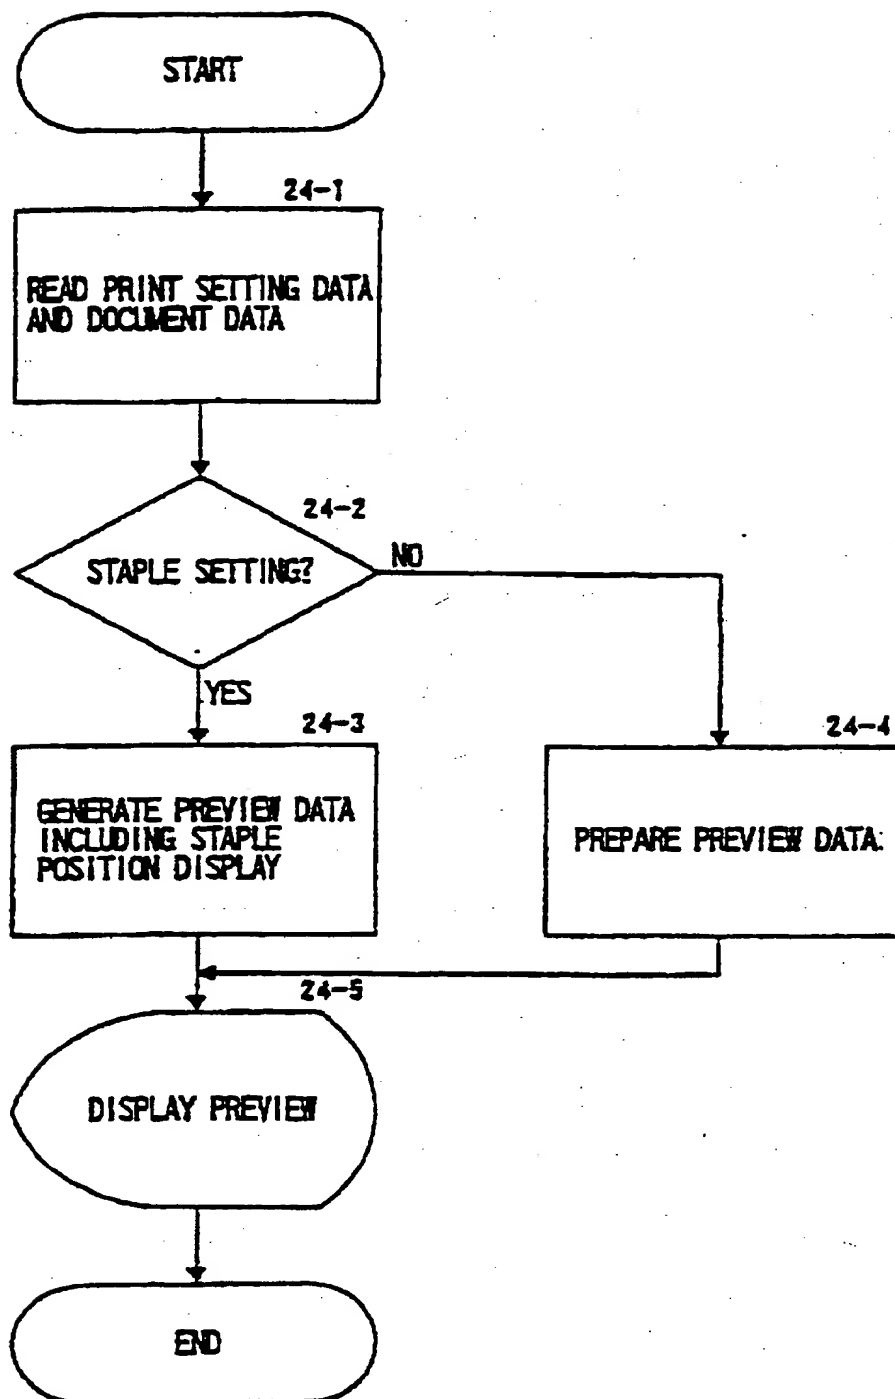 START
24-1
READ PRINT SETTING DATA
AND DOCUMENT DATA
24-2
STAPLE SETTING?
NO
YES
24-3
GENERATE PREVIEW DATA
INCLUDING STAPLE
POSITION DISPLAY
24-4
PREPARE PREVIEW DATA
24-5
DISPLAY PREVIEW
END